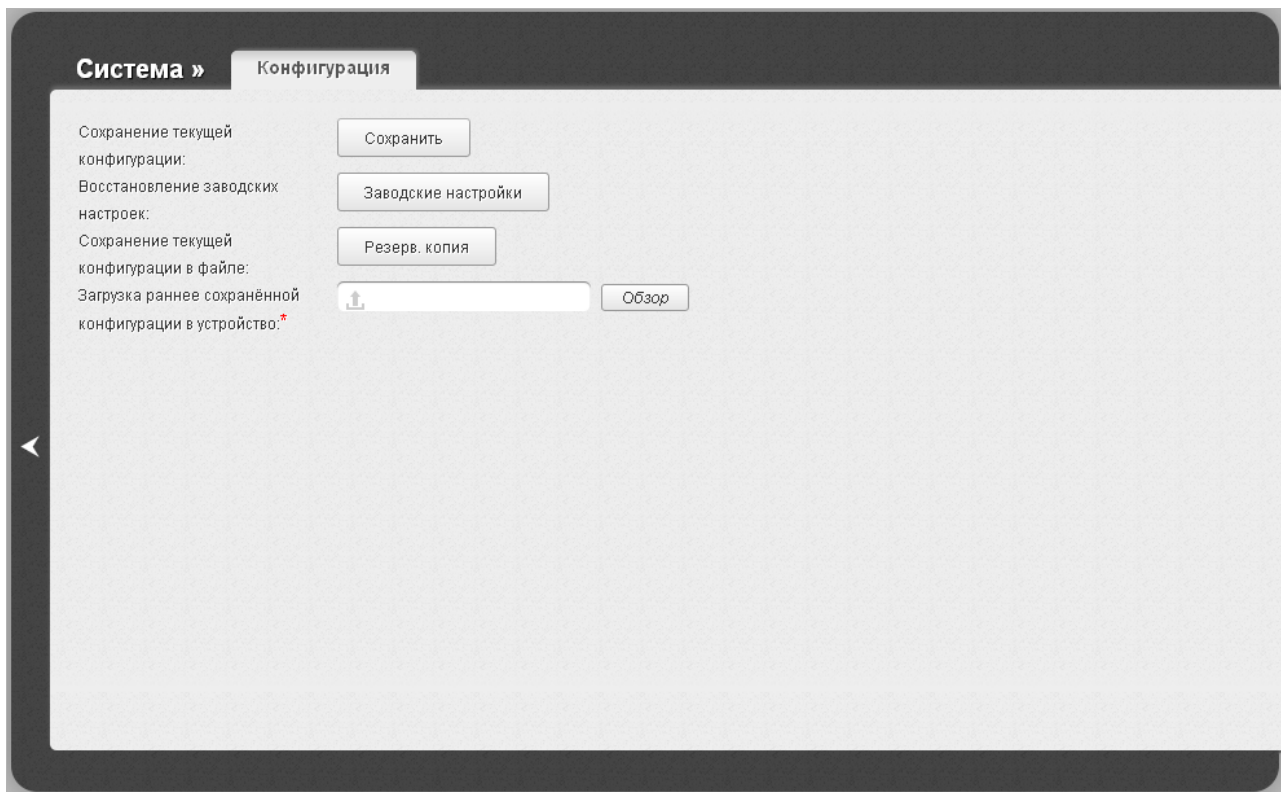 Система »
Конфигурация
Сохранение текущей
конфигурации:
Сохранить
Восстановление заводских
настроек:
Заводские настройки
Сохранение текущей
конфигурации в файле:
Резерв. копия
Загрузка раннее сохранённой
конфигурации в устройство:*
Обзор